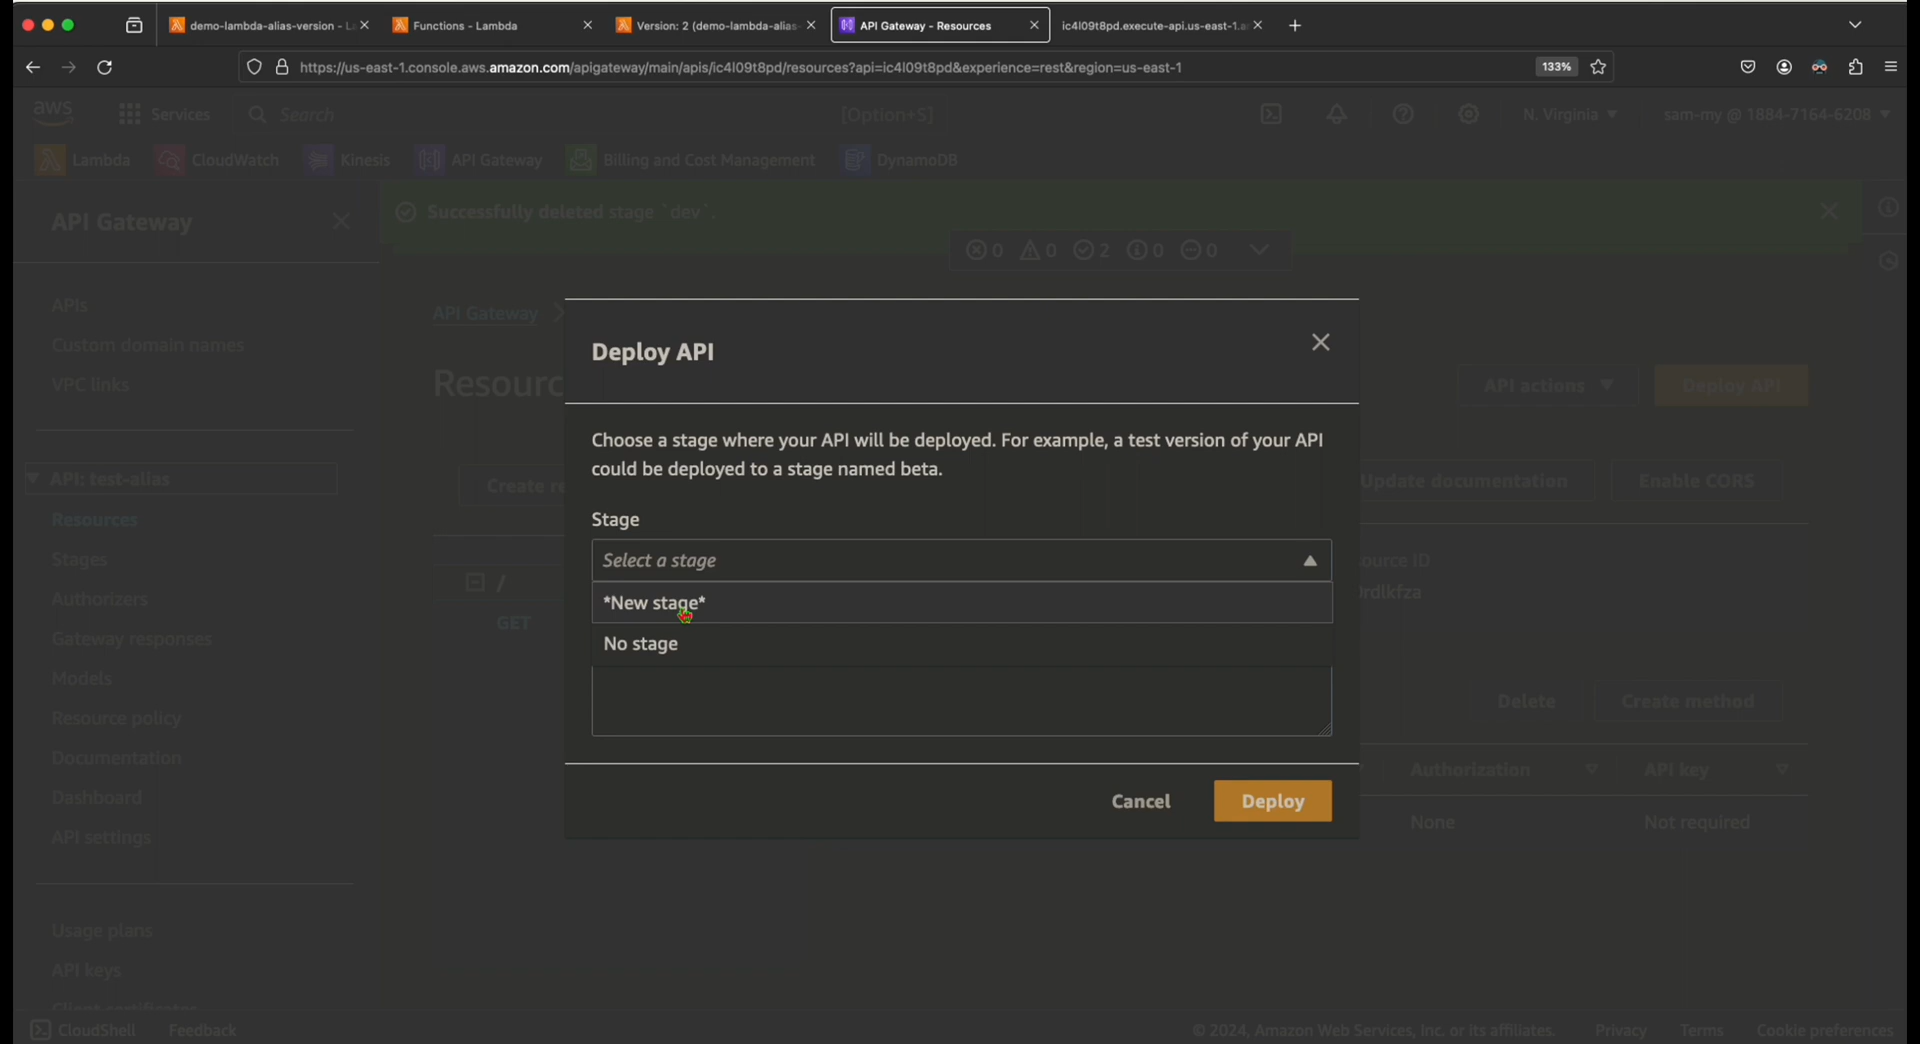 demo-lambda-alias-version - La
Functions - Lambda
Version: 2 (demo-lambda-alias-
API Gateway - Resources
ic4l09t8pd.execute-api.us-east-1.a
https://us-east-1.console.aws.amazon.com/apigateway/main/apis/ic4l09t8pd/resources?api=ic4l09t8pd&experience=rest&region=us-east-1
133%
aws
Services
Search
[Option+S]
N. Virginia
sam-my @ 1884-7164-6208
Lambda
CloudWatch
Kinesis
API Gateway
Billing and Cost Management
DynamoDB
API Gateway
Successfully deleted stage `dev`.
0
0
2
0
0
APIs
Custom domain names
VPC links
API: test-alias
Resources
Stages
Authorizers
Gateway responses
Models
Resource policy
Documentation
Dashboard
API settings
Usage plans
API keys
Client certificates
API Gateway
Resourc
API actions
Deploy API
Create re
Update documentation
Enable CORS
/
GET
ource ID
rdlkfza
Delete
Create method
Authorization
API key
None
Not required
Deploy API
Choose a stage where your API will be deployed. For example, a test version of your API
could be deployed to a stage named beta.
Stage
Select a stage
*New stage*
No stage
Cancel
Deploy
CloudShell
Feedback
© 2024, Amazon Web Services, Inc. or its affiliates.
Privacy
Terms
Cookie preferences